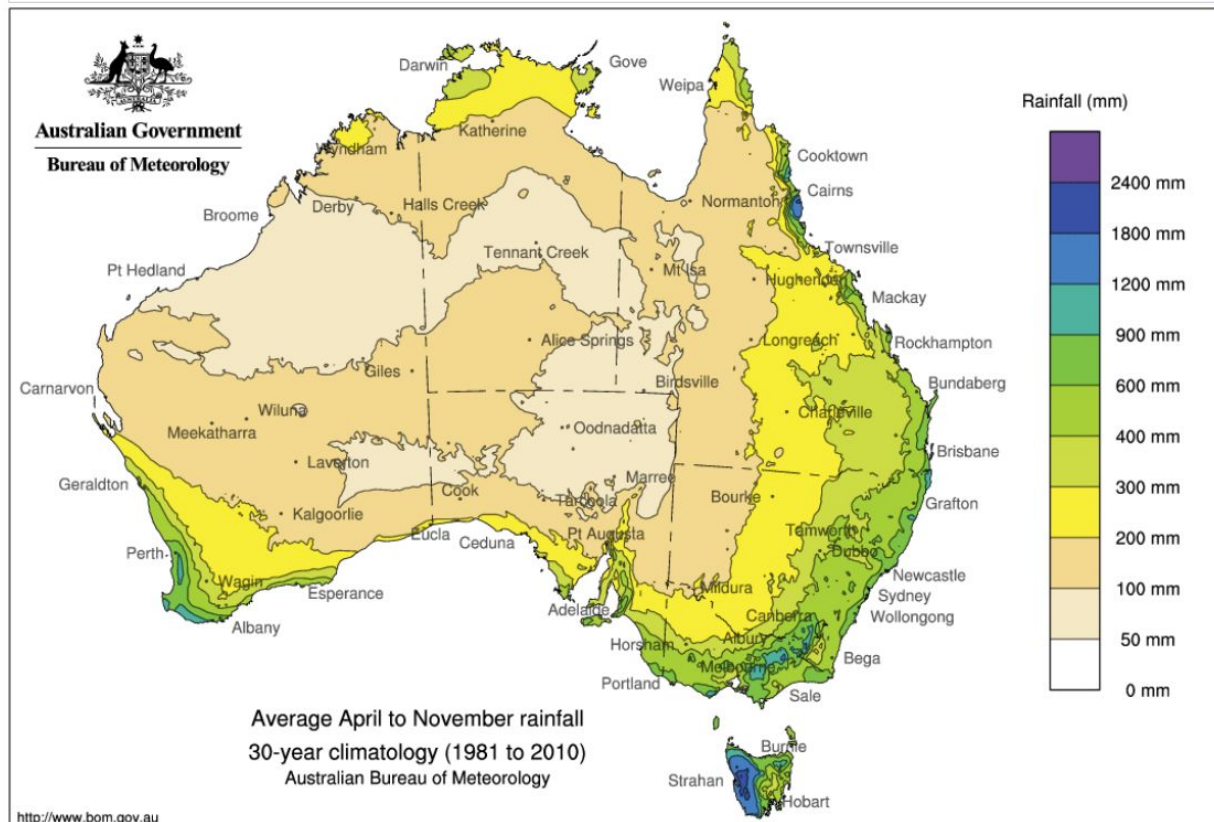 Australian Government
Bureau of Meteorology
Darwin
Gove
Weipa
Katherine
Wyndham
Cooktown
Cairns
Broome
Derby
Halls Creek
Normanton
Tennant Creek
Townsville
Pt Hedland
Mt Isa
Hughenden
Mackay
Alice Springs
Longreach
Rockhampton
Giles
Carnarvon
Birdsville
Bundaberg
Wiluna
Charleville
Meekatharra
Oodnadatta
Brisbane
Laverton
Marree
Geraldton
Cook
Tarcoola
Bourke
Grafton
Kalgoorlie
Eucla
Ceduna
Pt Augusta
Tamworth
Dubbo
Perth
Wagin
Esperance
Mildura
Newcastle
Sydney
Adelaide
Canberra
Wollongong
Albany
Horsham
Albury
Bega
Melbourne
Portland
Sale
Burnie
Strahan
Hobart
Rainfall (mm)
2400 mm
1800 mm
1200 mm
900 mm
600 mm
400 mm
300 mm
200 mm
100 mm
50 mm
0 mm
Average April to November rainfall
30-year climatology (1981 to 2010)
Australian Bureau of Meteorology
http://www.bom.gov.au